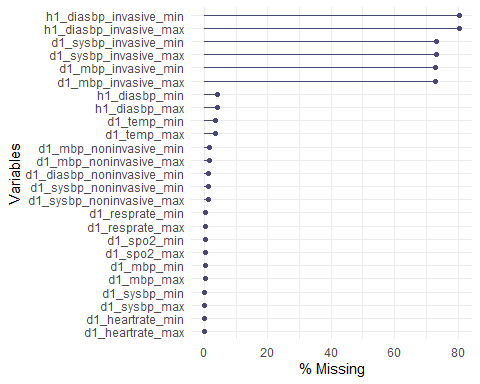 h1_diasbp_invasive_min
h1_diasbp_invasive_max
d1_sysbp_invasive_min
d1_sysbp_invasive_max
d1_mbp_invasive_min
d1_mbp_invasive_max
h1_diasbp_min
h1_diasbp_max
d1_temp_min
d1_temp_max
d1_mbp_noninvasive_min
d1_mbp_noninvasive_max
d1_diasbp_noninvasive_min
d1_sysbp_noninvasive_min
d1_sysbp_noninvasive_max
d1_resprate_min
d1_resprate_max
d1_spo2_min
d1_spo2_max
d1_mbp_min
d1_mbp_max
d1_sysbp_min
d1_sysbp_max
d1_heartrate_min
d1_heartrate_max
Variables
0 20 40 60 80
% Missing